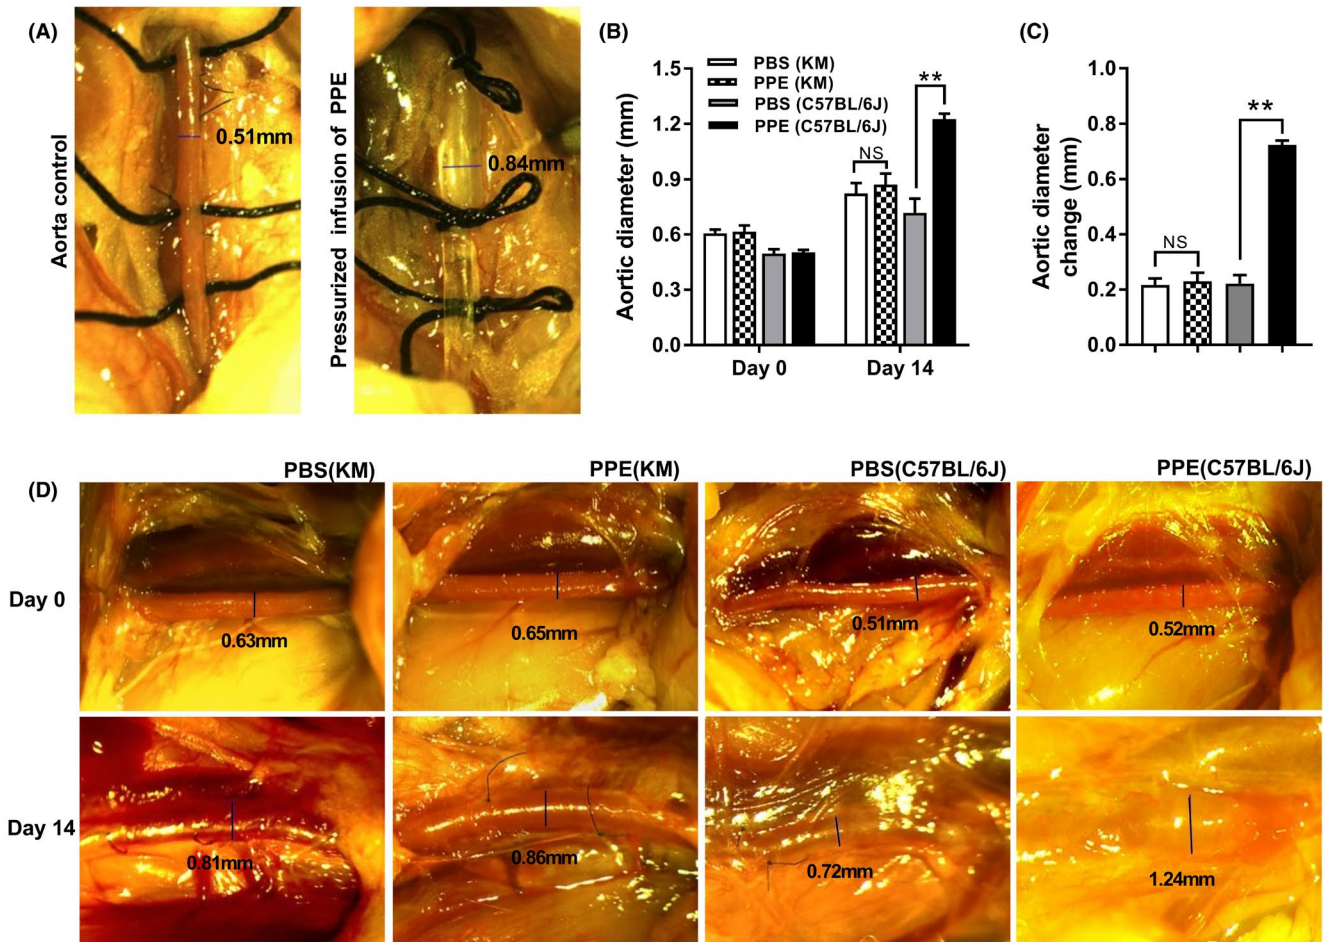 (A)
Aorta control
0.51mm
Pressurized infusion of PPE
0.84mm
(B)
PBS (KM)
PPE (KM)
PBS (C57BL/6J)
PPE (C57BL/6J)
Aortic diameter (mm)
1.5
1.2
0.9
0.6
0.3
0.0
NS
**
Day 0
Day 14
(C)
Aortic diameter
change (mm)
1.0
0.8
0.6
0.4
0.2
0.0
NS
**
(D)
PBS(KM)
PPE(KM)
PBS(C57BL/6J)
PPE(C57BL/6J)
Day 0
0.63mm
0.65mm
0.51mm
0.52mm
Day 14
0.81mm
0.86mm
0.72mm
1.24mm